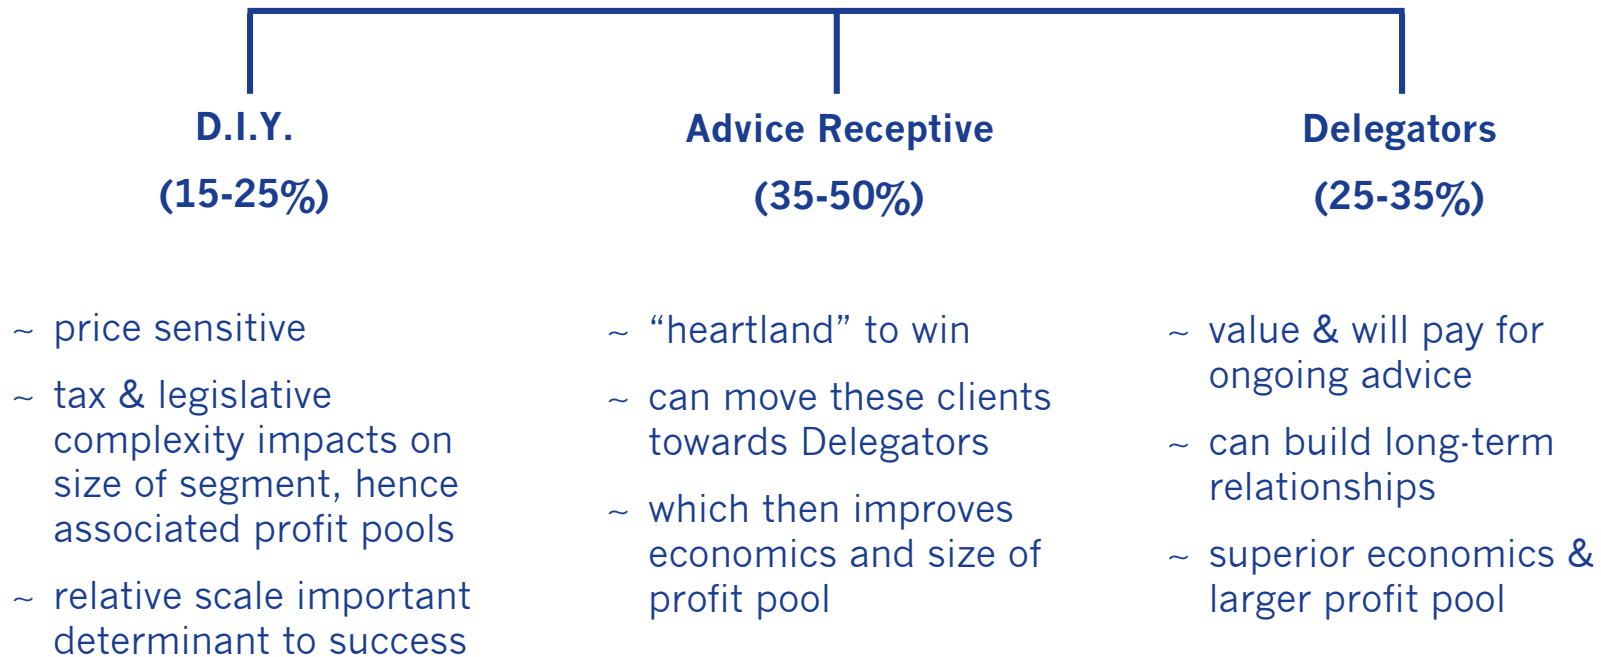 D.I.Y.
(15-25%)
~ price sensitive
~ tax & legislative
complexity impacts on
size of segment, hence
associated profit pools
~ relative scale important
determinant to success
Advice Receptive
(35-50%)
~ “heartland” to win
~ can move these clients
towards Delegators
~ which then improves
economics and size of
profit pool
Delegators
(25-35%)
~ value & will pay for
ongoing advice
~ can build long-term
relationships
~ superior economics &
larger profit pool